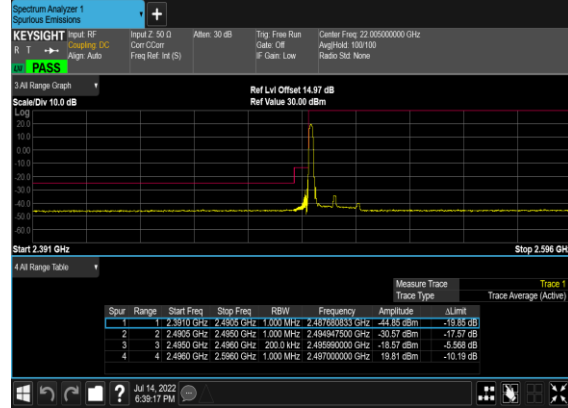 Spectrum Analyzer 1
Spurious Emissions
+
KEYSIGHT
R T
LV PASS
Input: RF
Coupling: DC
Align: Auto
Input Z: 50 Ω
Corr CCorr
Freq Ref: Int (S)
Atten: 30 dB
Trig: Free Run
Gate: Off
IF Gain: Low
Center Freq: 22.005000000 GHz
Avg|Hold: 100/100
Radio Std: None
3 All Range Graph
Scale/Div 10.0 dB
Ref Lvl Offset 14.97 dB
Ref Value 30.00 dBm
Log
20.0
10.0
0.00
-10.0
-20.0
-30.0
-40.0
-50.0
-60.0
Start 2.391 GHz
Stop 2.596 GH
4 All Range Table
Measure Trace Trace 1
Trace Type Trace Average (Active)
Spur Range Start Freq Stop Freq RBW Frequency Amplitude ΔLimit
1 1 2.3910 GHz 2.4905 GHz 1.000 MHz 2.487680833 GHz -44.85 dBm -19.85 dB
2 2 2.4905 GHz 2.4950 GHz 1.000 MHz 2.494947500 GHz -30.57 dBm -17.57 dB
3 3 2.4950 GHz 2.4960 GHz 200.0 kHz 2.495990000 GHz -18.57 dBm -5.568 dB
4 4 2.4960 GHz 2.5960 GHz 1.000 MHz 2.497000000 GHz 19.81 dBm -10.19 dB
?
Jul 14, 2022
6:39:17 PM